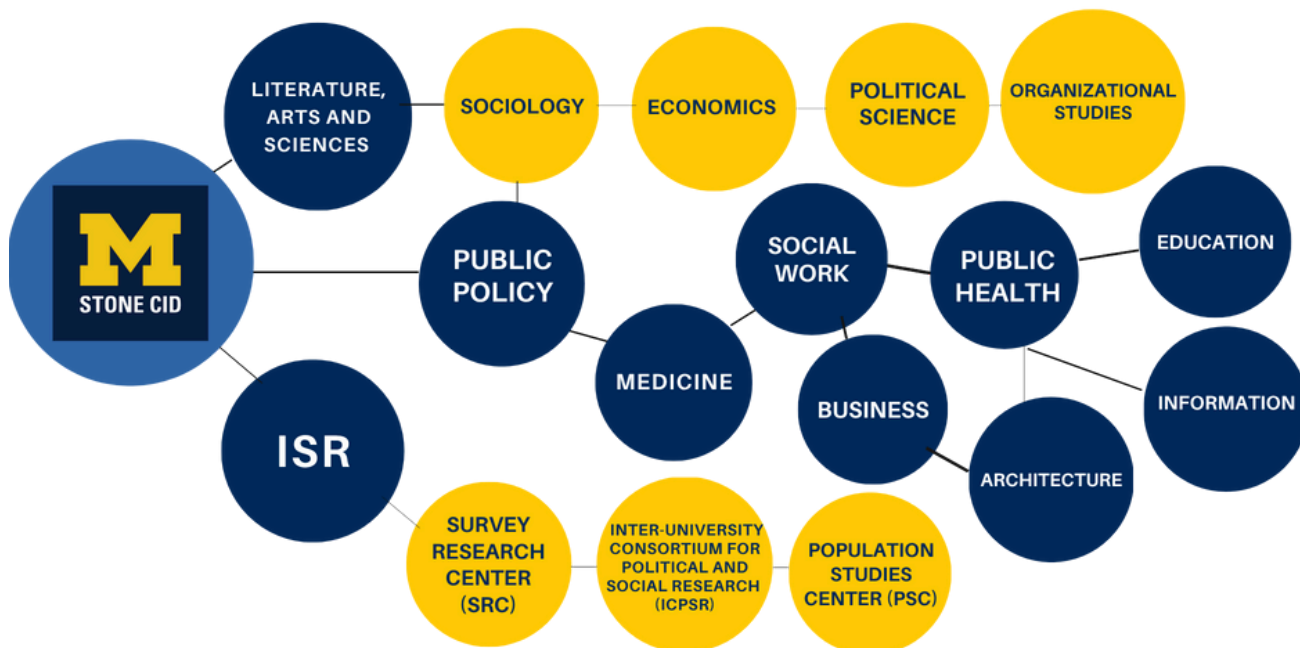 LITERATURE,
ARTS AND
SCIENCES
SOCIOLOGY
ECONOMICS
POLITICAL
SCIENCE
ORGANIZATIONAL
STUDIES
M
STONE CID
PUBLIC
POLICY
MEDICINE
SOCIAL
WORK
BUSINESS
PUBLIC
HEALTH
EDUCATION
INFORMATION
ARCHITECTURE
ISR
SURVEY
RESEARCH
CENTER
(SRC)
INTER-UNIVERSITY
CONSORTIUM FOR
POLITICAL AND
SOCIAL RESEARCH
(ICPSR)
POPULATION
STUDIES
CENTER (PSC)